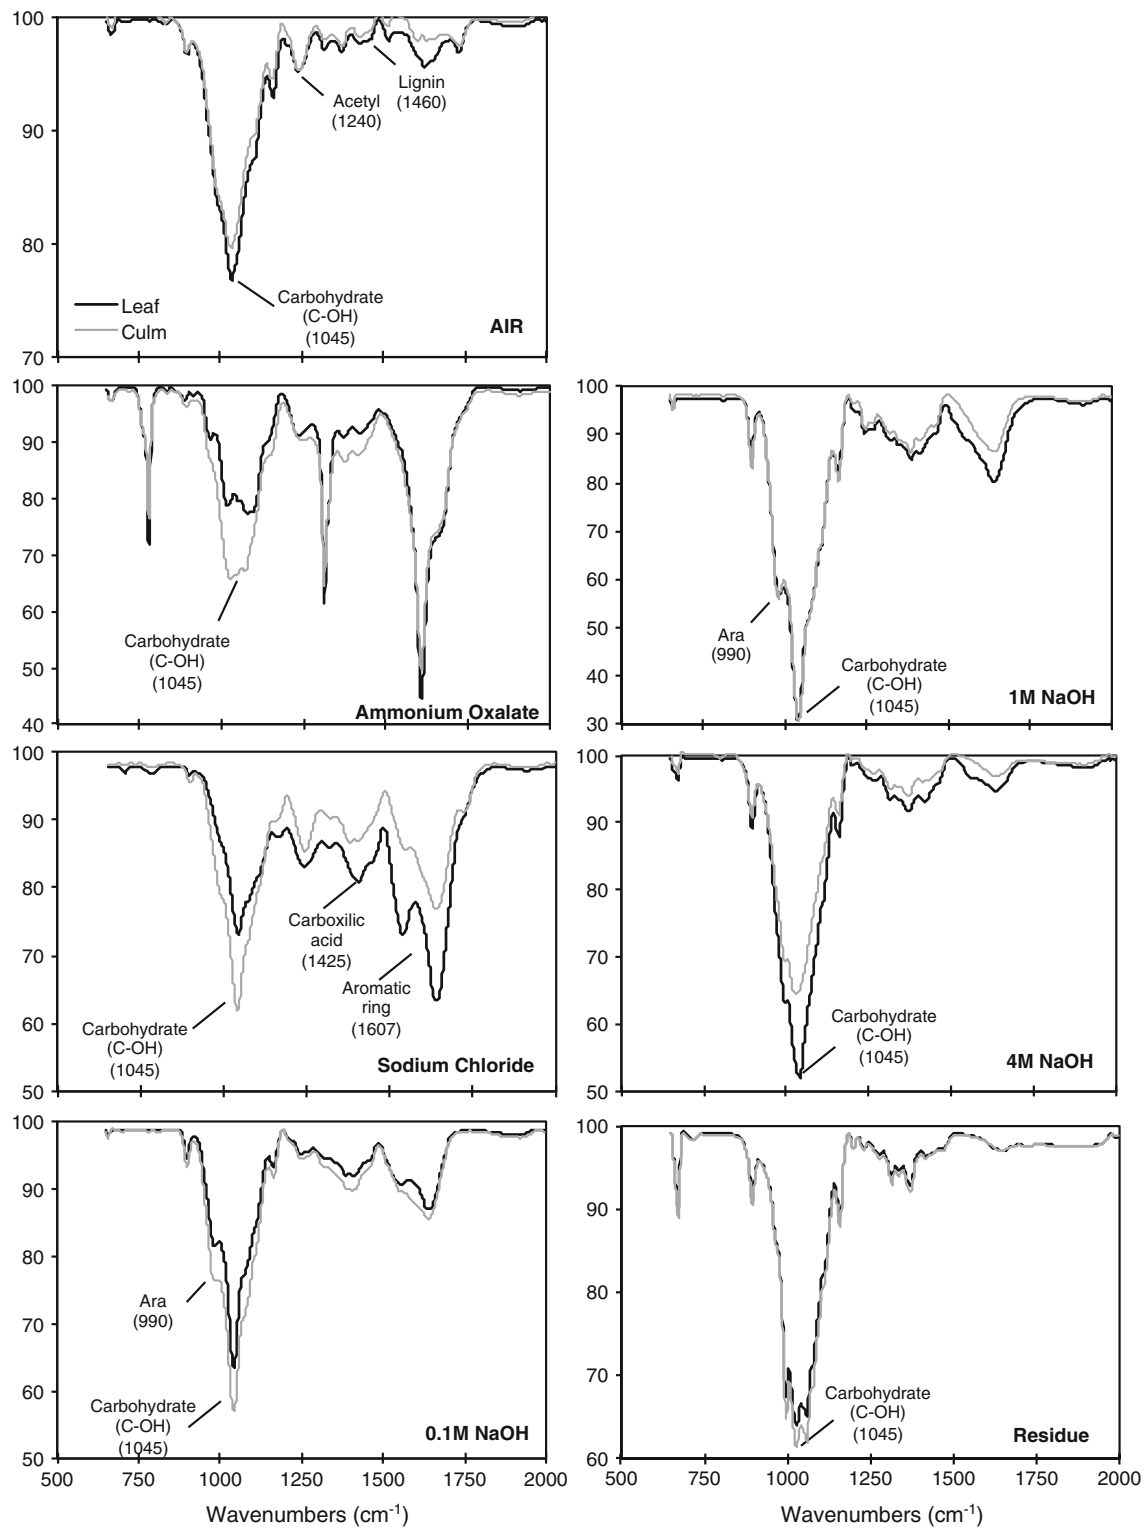 100
90
80
70
Acetyl
(1240)
Lignin
(1460)
Carbohydrate
(C-OH)
(1045)
Leaf
Culm
AIR
100
90
80
70
60
50
40
Carbohydrate
(C-OH)
(1045)
Ammonium Oxalate
100
90
80
70
60
50
40
30
Ara
(990)
Carbohydrate
(C-OH)
(1045)
1M NaOH
100
90
80
70
60
50
Carboxilic
acid
(1425)
Aromatic
ring
(1607)
Carbohydrate
(C-OH)
(1045)
Sodium Chloride
100
90
80
70
60
50
Carbohydrate
(C-OH)
(1045)
4M NaOH
100
90
80
70
60
50
Ara
(990)
Carbohydrate
(C-OH)
(1045)
0.1M NaOH
500 750 1000 1250 1500 1750 2000
Wavenumbers (cm-1)
100
90
80
70
60
Carbohydrate
(C-OH)
(1045)
Residue
500 750 1000 1250 1500 1750 2000
Wavenumbers (cm-1)